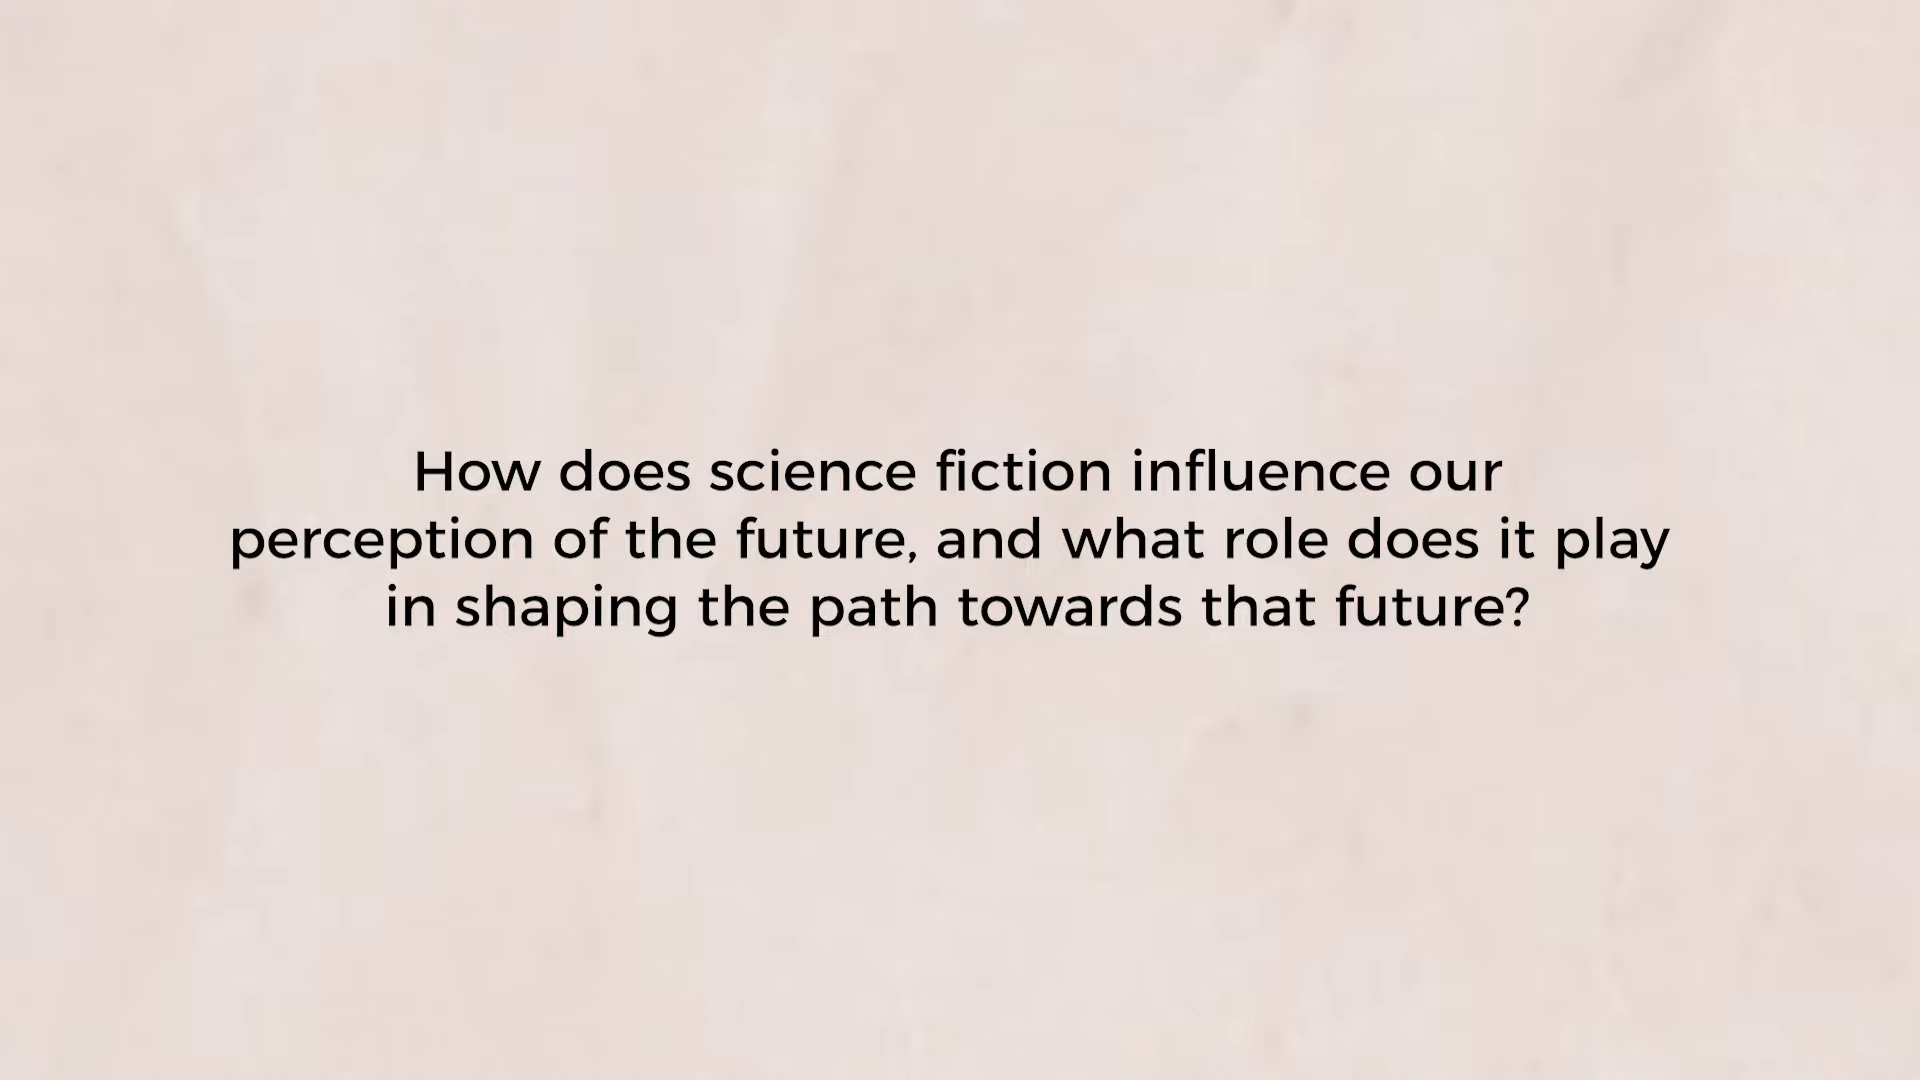 How does science fiction influence our
perception of the future, and what role does it play
in shaping the path towards that future?